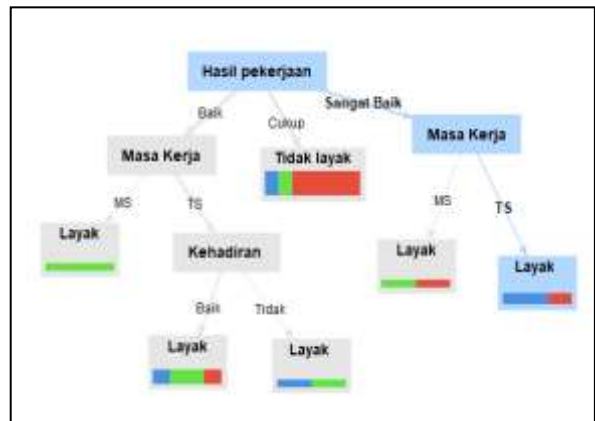 Hasil pekerjaan
Baik
Cukup
Sangat Baik
Masa Kerja
Tidak layak
Masa Kerja
MS
TS
MS
TS
Layak
Kehadiran
Layak
Layak
Baik
Tidak
Layak
Layak